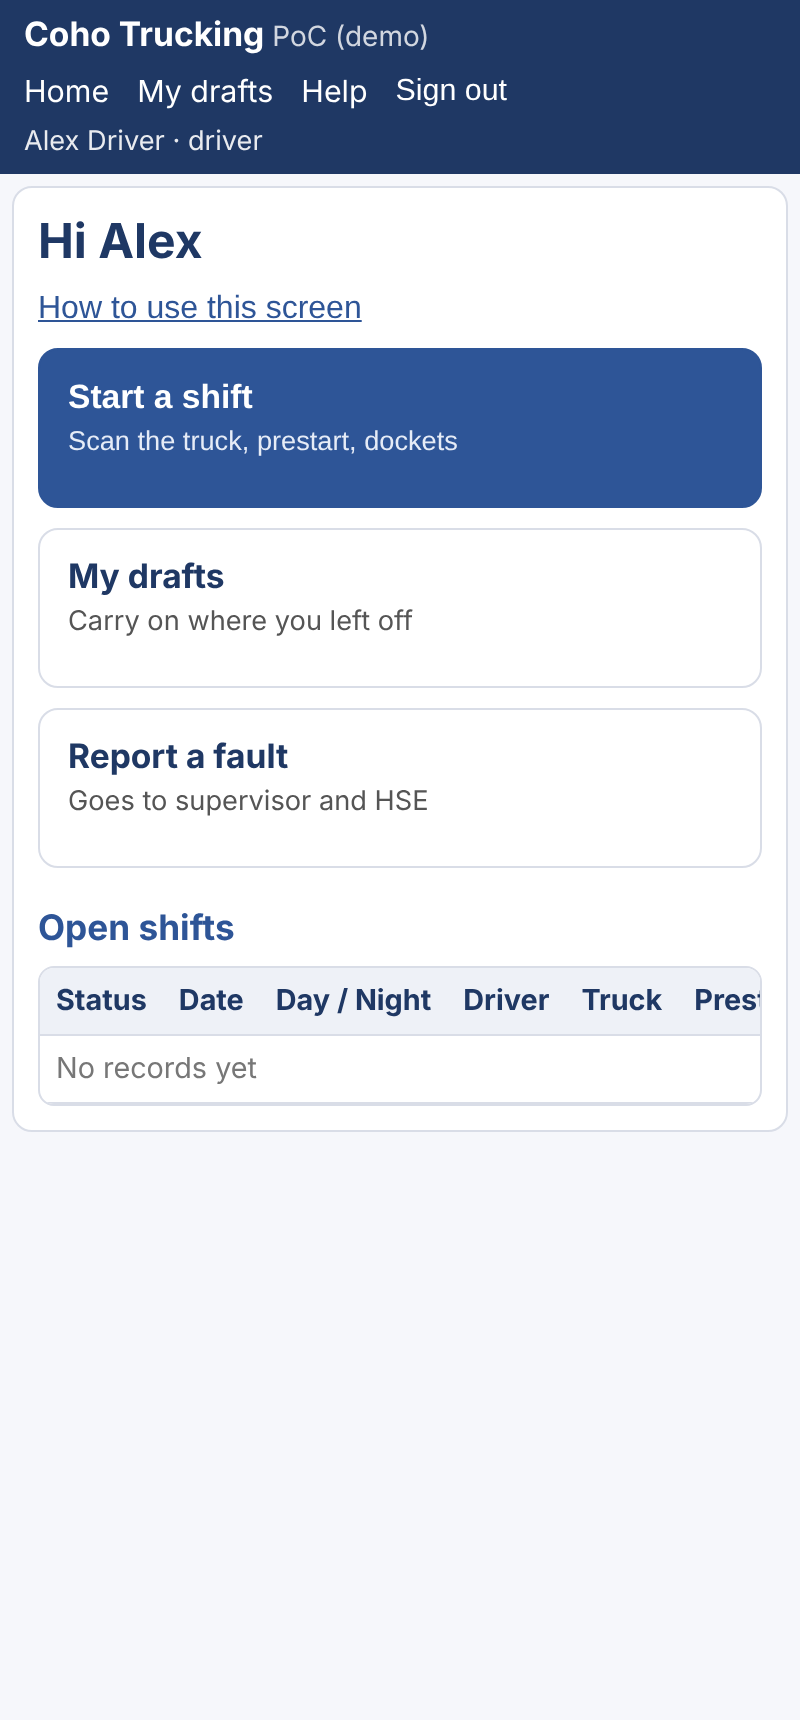 Coho Trucking PoC (demo)
Home My drafts Help Sign out
Alex Driver · driver
Hi Alex
How to use this screen
Start a shift
Scan the truck, prestart, dockets
My drafts
Carry on where you left off
Report a fault
Goes to supervisor and HSE
Open shifts
Status Date Day / Night Driver Truck
No records yet